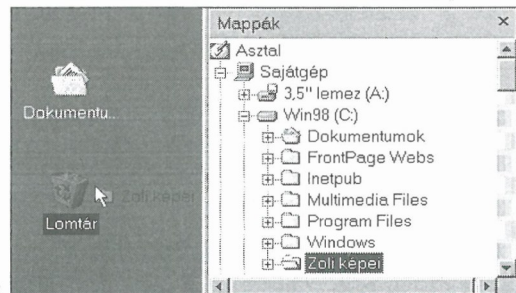 Dokumentu..
Zoli képei
Lomtár
Mappák
Asztal
Sajátgép
3,5" lemez (A:)
Win98 (C:)
Dokumentumok
FrontPage Webs
Inetpub
Multimedia Files
Program Files
Windows
Zoli képei